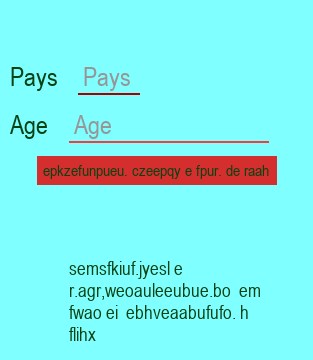 Pays Pays
Age Age
epkzefunpueu. czeepqy e fpur. de raah
semsfkiuf.jyesl e
r.agr,weoauleeubue.bo em
fwao ei ebhveaabufufo. h
flihx